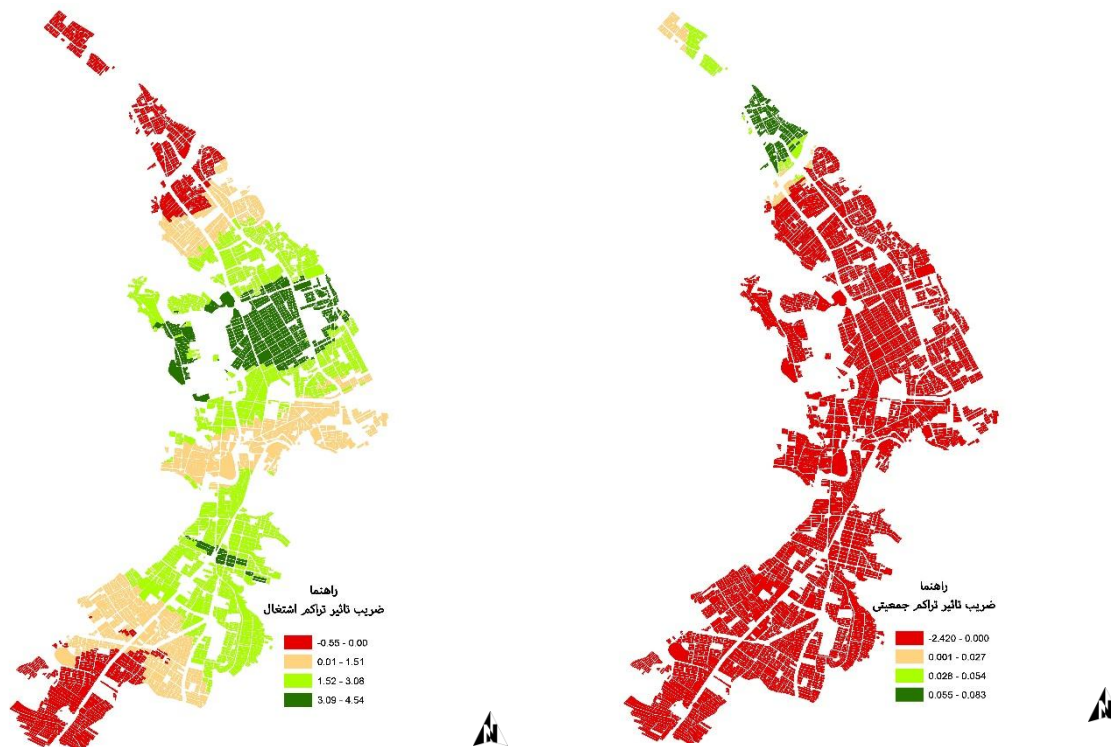 راهنما
ضریب تاثیر تراکم اشتغال
-0.55 - 0.00
0.01 - 1.51
1.52 - 3.08
3.09 - 4.54
N
راهنما
ضریب تاثیر تراکم جمعیتی
-2.420 - 0.000
0.001 - 0.027
0.028 - 0.054
0.055 - 0.083
N